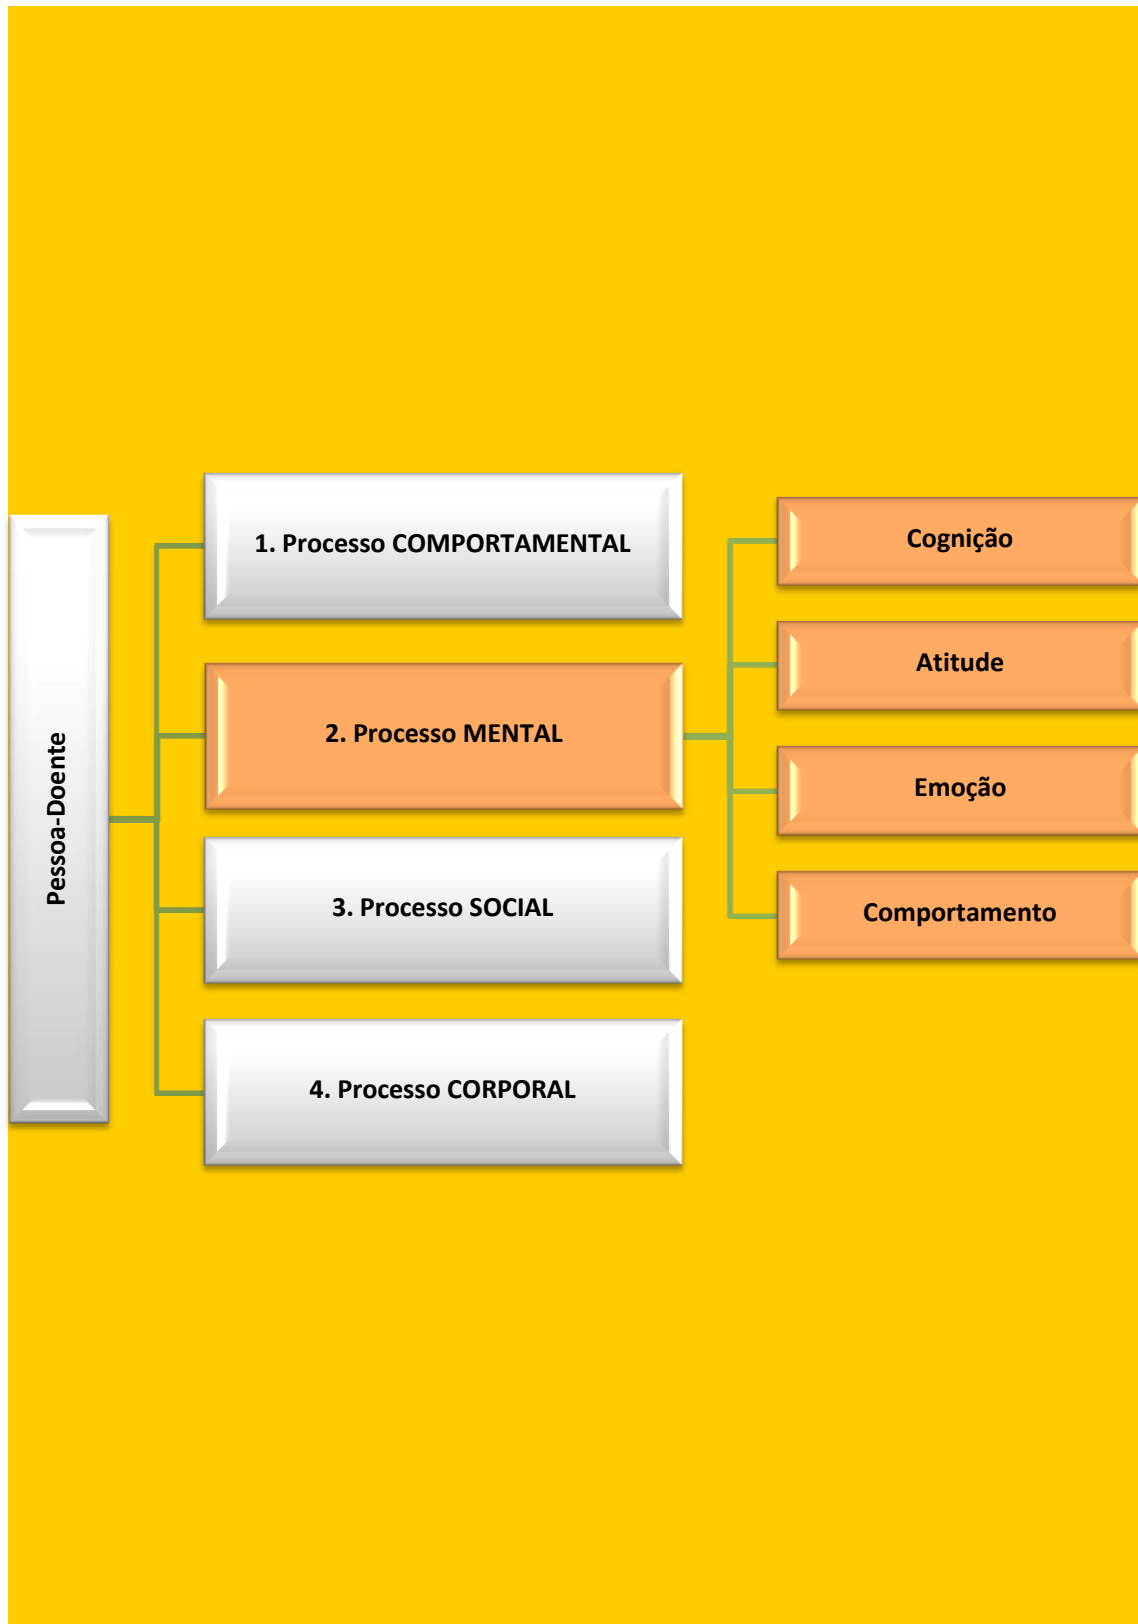 Pessoa-Doente
1. Processo COMPORTAMENTAL
2. Processo MENTAL
3. Processo SOCIAL
4. Processo CORPORAL
Cognição
Atitude
Emoção
Comportamento